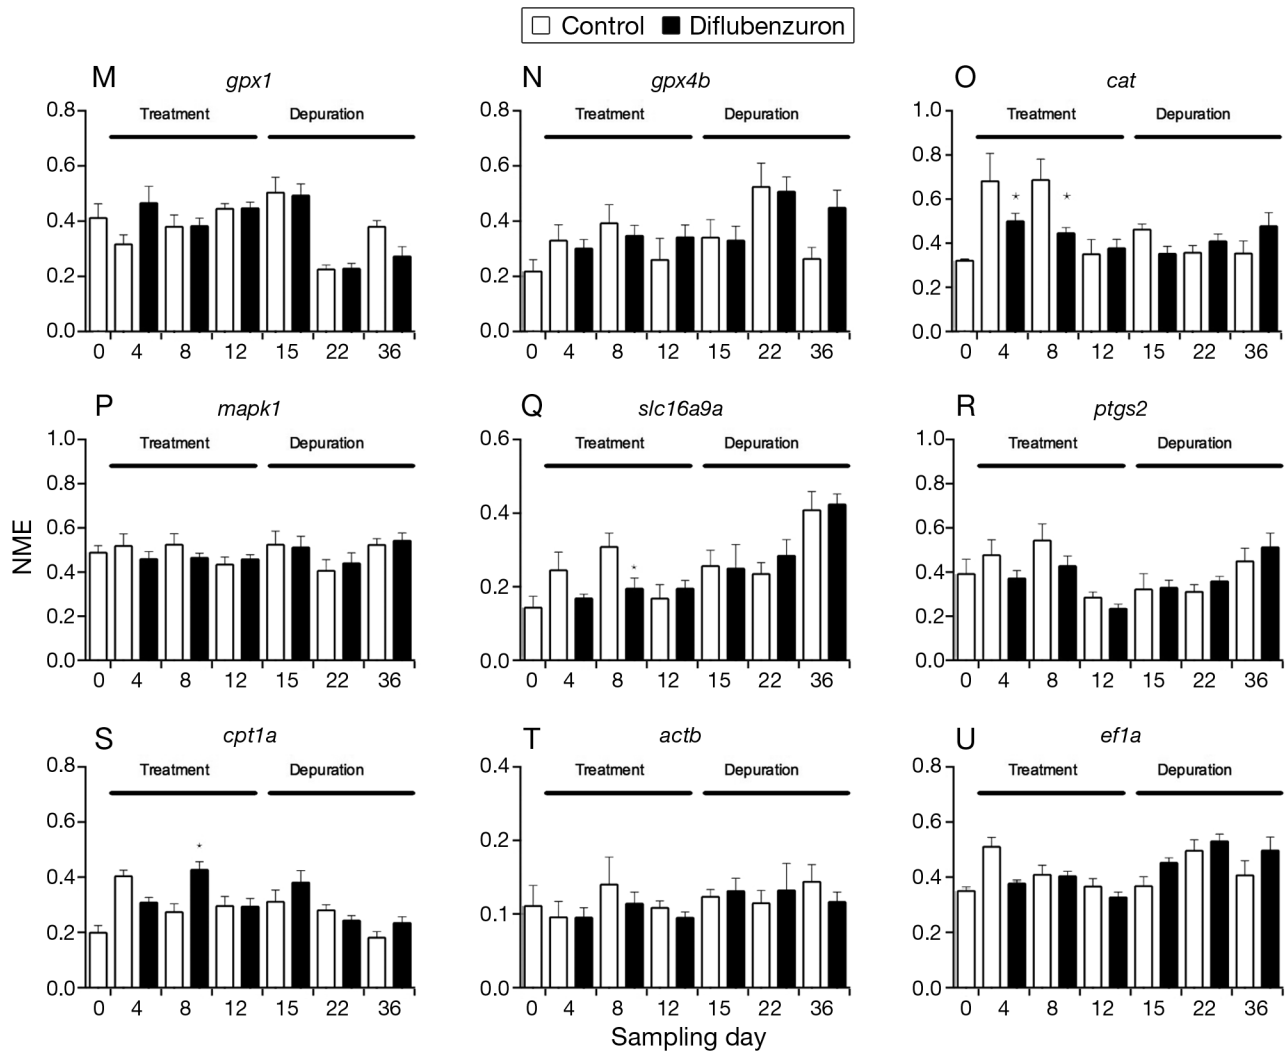 Control Diflubenzuron
M gpx1
N gpx4b
O cat
Treatment Depuration
Treatment Depuration
Treatment Depuration
0.8
0.6
0.4
0.2
0.0
0 4 8 12 15 22 36
0.8
0.6
0.4
0.2
0.0
0 4 8 12 15 22 36
1.0
0.8
0.6
0.4
0.2
0.0
* *
0 4 8 12 15 22 36
P mapk1
Q slc16a9a
R ptgs2
Treatment Depuration
Treatment Depuration
Treatment Depuration
NME
1.0
0.8
0.6
0.4
0.2
0.0
0 4 8 12 15 22 36
0.6
0.4
0.2
0.0
*
0 4 8 12 15 22 36
1.0
0.8
0.6
0.4
0.2
0.0
0 4 8 12 15 22 36
S cpt1a
T actb
U ef1a
Treatment Depuration
Treatment Depuration
Treatment Depuration
0.8
0.6
0.4
0.2
0.0
*
0 4 8 12 15 22 36
0.4
0.2
0.1
0.0
0 4 8 12 15 22 36
0.8
0.6
0.4
0.2
0.0
0 4 8 12 15 22 36
Sampling day